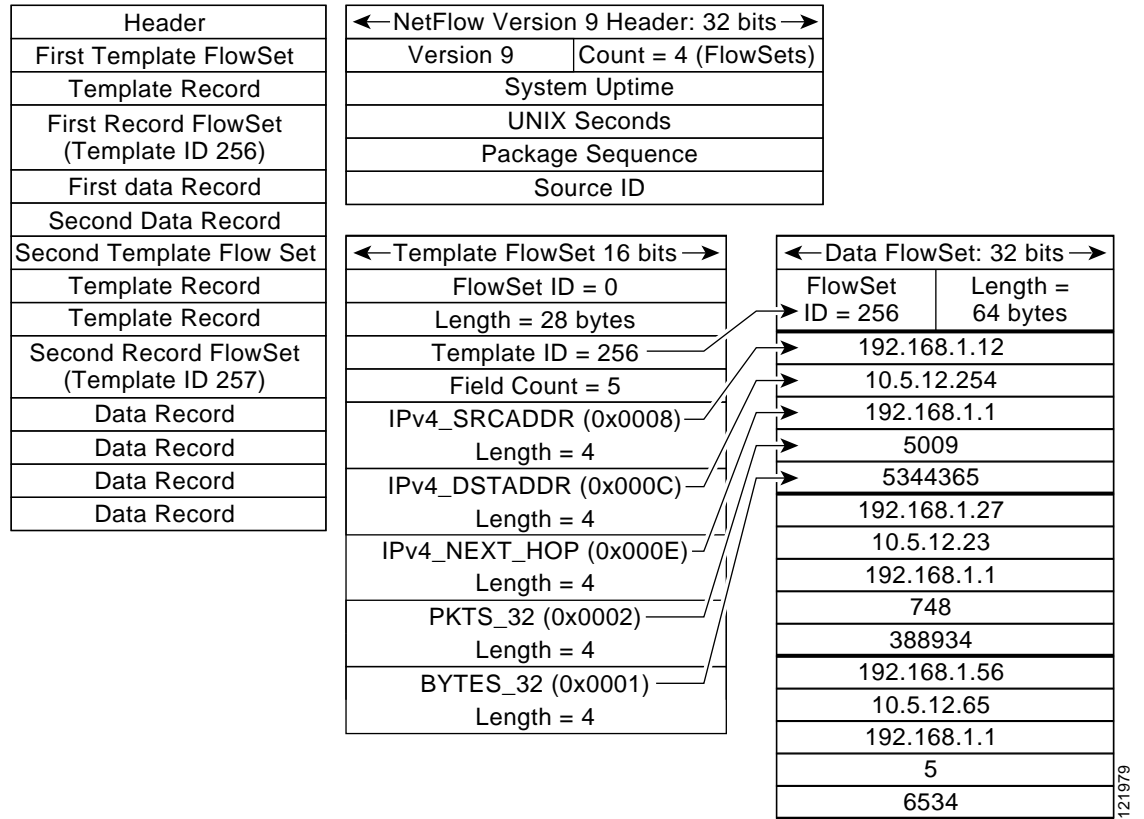 Header
First Template FlowSet
Template Record
First Record FlowSet
(Template ID 256)
First data Record
Second Data Record
Second Template Flow Set
Template Record
Template Record
Second Record FlowSet
(Template ID 257)
Data Record
Data Record
Data Record
Data Record
NetFlow Version 9 Header: 32 bits
Version 9
Count = 4 (FlowSets)
System Uptime
UNIX Seconds
Package Sequence
Source ID
Template FlowSet 16 bits
FlowSet ID = 0
Length = 28 bytes
Template ID = 256
Field Count = 5
IPv4_SRCADDR (0x0008)
Length = 4
IPv4_DSTADDR (0x000C)
Length = 4
IPv4_NEXT_HOP (0x000E)
Length = 4
PKTS_32 (0x0002)
Length = 4
BYTES_32 (0x0001)
Length = 4
Data FlowSet: 32 bits
FlowSet
ID = 256
Length =
64 bytes
192.168.1.12
10.5.12.254
192.168.1.1
5009
5344365
192.168.1.27
10.5.12.23
192.168.1.1
748
388934
192.168.1.56
10.5.12.65
192.168.1.1
5
6534
121979